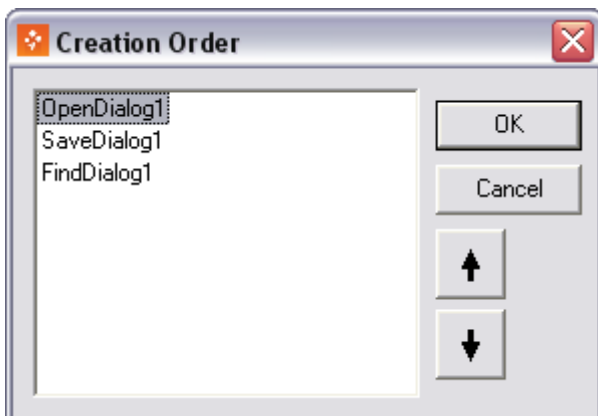 Creation Order
OpenDialog1
SaveDialog1
FindDialog1
OK
Cancel